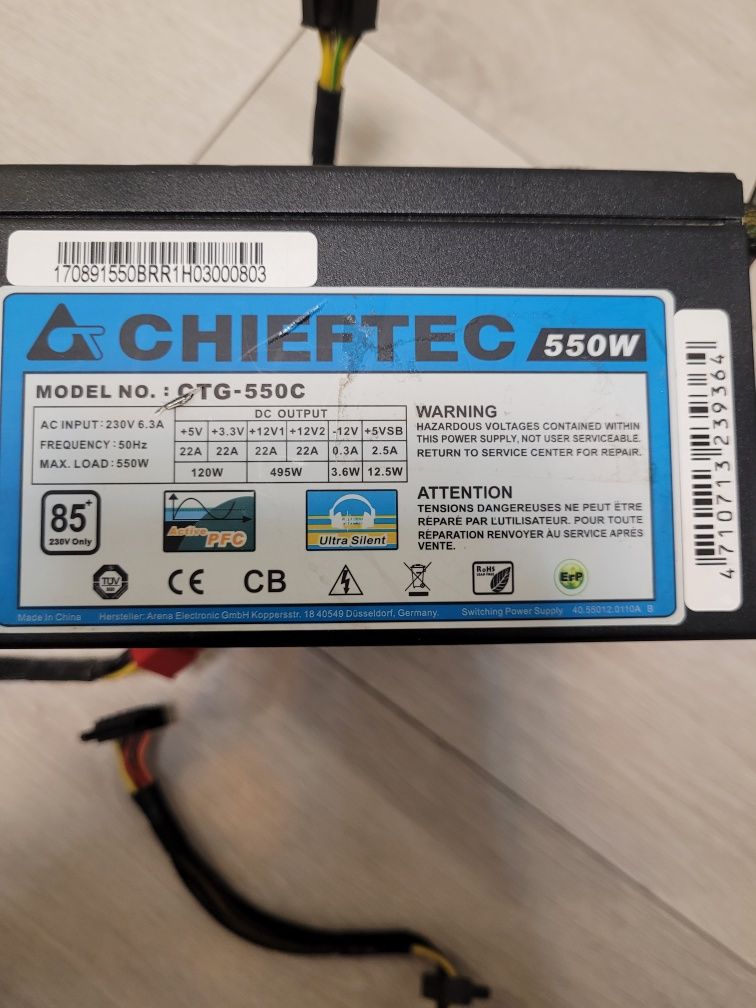 170891550BRR1H03000803
CHIEFTEC 550W
MODEL NO. : CTG-550C
AC INPUT: 230V 6.3A
FREQUENCY: 50Hz
MAX. LOAD: 550W
DC OUTPUT
+5V +3.3V +12V1 +12V2 -12V +5VSB
22A 22A 22A 22A 0.3A 2.5A
120W 495W 3.6W 12.5W
WARNING
HAZARDOUS VOLTAGES CONTAINED WITHIN
THIS POWER SUPPLY, NOT USER SERVICEABLE.
RETURN TO SERVICE CENTER FOR REPAIR.
ATTENTION
TENSIONS DANGEREUSES NE PEUT ÊTRE
RÉPARÉ PAR LUTILISATEUR. POUR TOUTE
RÉPARATION RENVOYER AU SERVICE APRÉS
VENTE.
85+
230V Only
Active PFC
Ultra Silent
TÜV
CE
CB
RoHS
ErP
Made in China Hersteller: Arena Electronic GmbH Koppersstr. 18 40549 Düsseldorf, Germany. Switching Power Supply 40.55012.0110A B
4710713239364